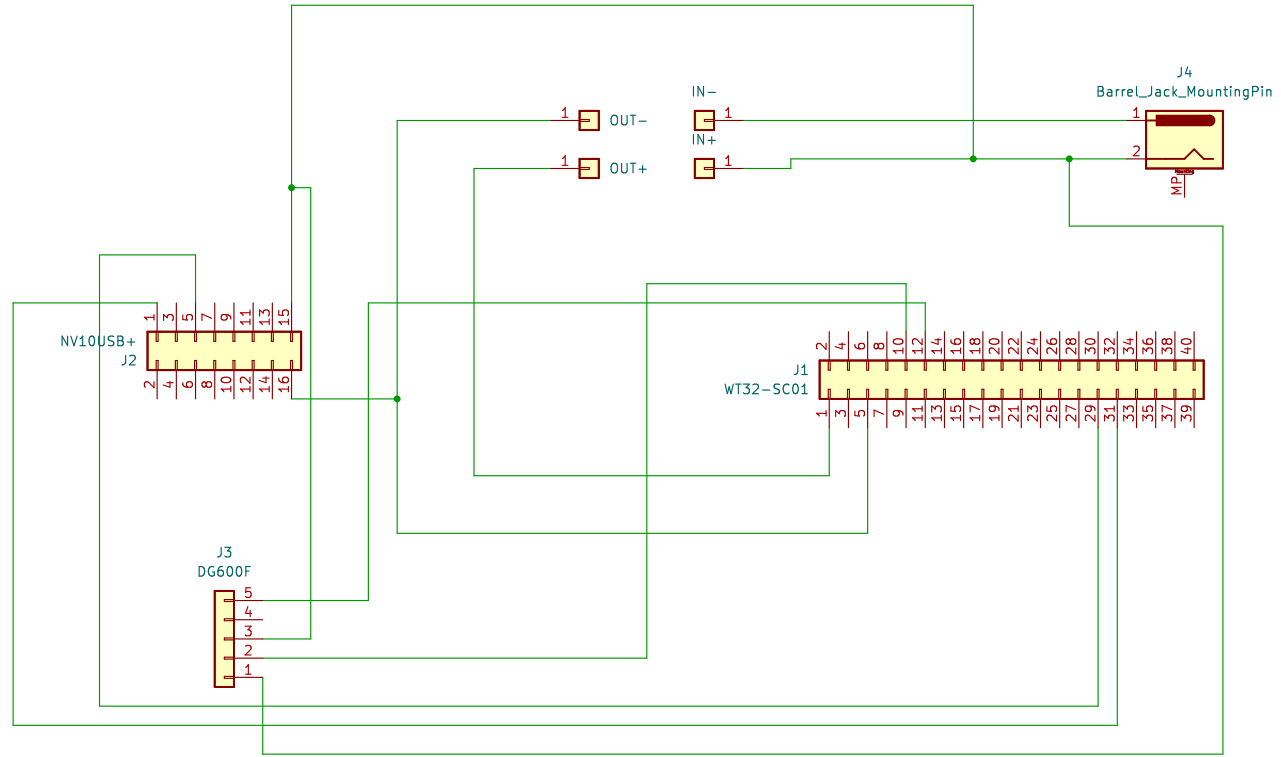 J4
Barrel_Jack_MountingPin
IN-
1 OUT- 1 1
IN+
1 OUT+ 1 2
MP
1 3 5 7 9 11 13 15
NV10USB+
J2
2 4 6 8 10 12 14 16
2 4 6 8 10 12 14 16 18 20 22 24 26 28 30 32 34 36 38 40
J1
WT32-SC01
1 3 5 7 9 11 13 15 17 19 21 23 25 27 29 31 33 35 37 39
J3
DG600F
5
4
3
2
1